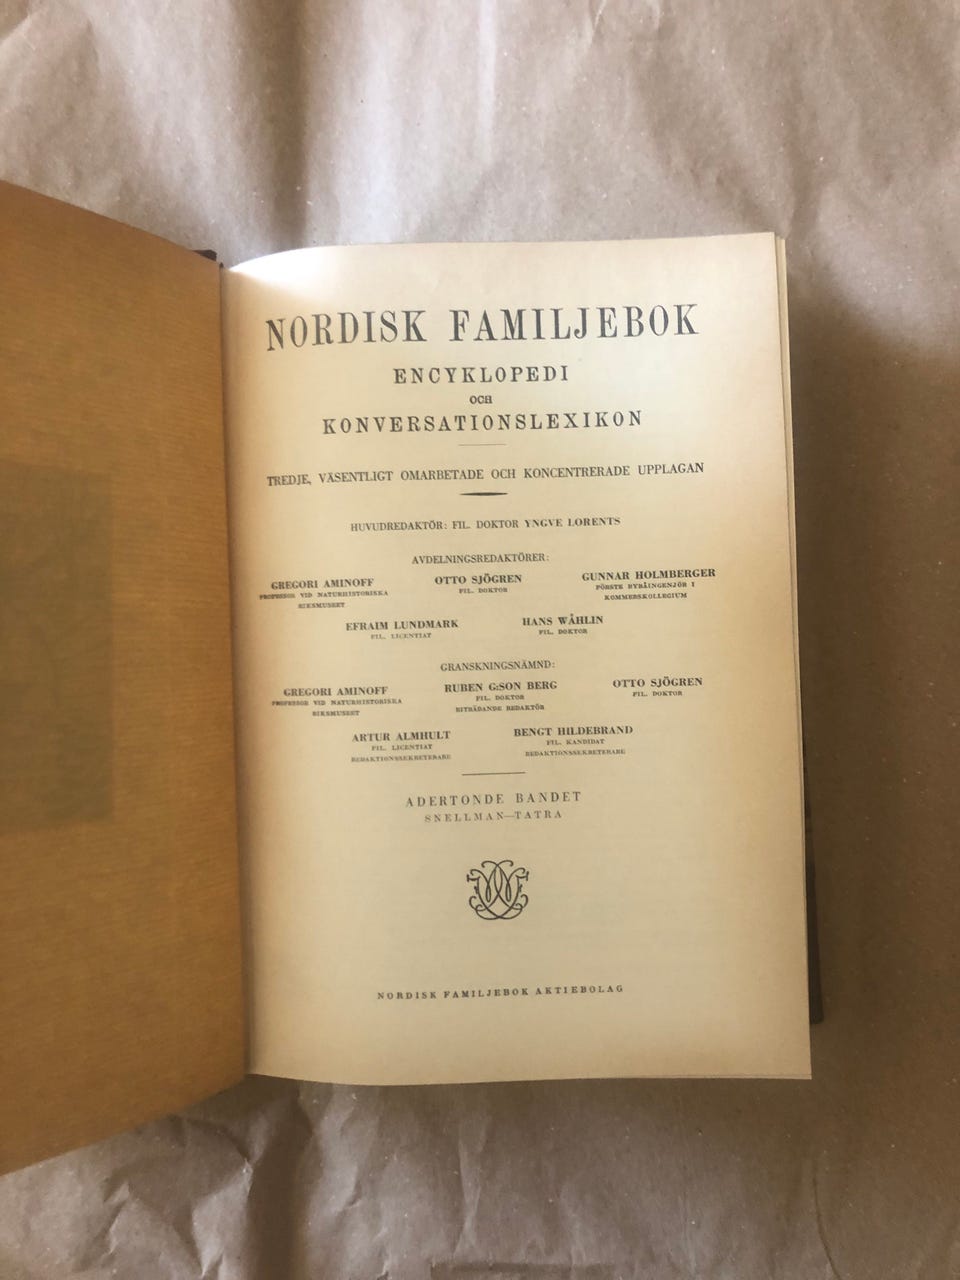 NORDISK FAMILJEBOK
ENCYKLOPEDI
OCH
KONVERSATIONSLEXIKON
TREDJE, VÄSENTLIGT OMARBETADE OCH KONCENTRERADE UPPLAGAN
HUVUDREDAKTÖR: FIL. DOKTOR YNGVE LORENTS
AVDELNINGSREDAKTÖRER:
GREGORI AMINOFF OTTO SJÖGREN GUNNAR HOLMBERGER
PROFESSOR VID NATURHISTORISKA FIL. DOKTOR FÖRSTE BYRÅINGENJÖR I
RIKSMUSEET KOMMERSKOLLEGIUM
EFRAIM LUNDMARK HANS WÅHLIN
FIL. LICENTIAT FIL. DOKTOR
GRANSKNINGSNÄMND:
GREGORI AMINOFF RUBEN G:SON BERG OTTO SJÖGREN
PROFESSOR VID NATURHISTORISKA FIL. DOKTOR FIL. DOKTOR
RIKSMUSEET BITRÄDANDE REDAKTÖR
ARTUR ALMHULT BENGT HILDEBRAND
FIL. LICENTIAT FIL. KANDIDAT
REDAKTIONSSEKRETERARE REDAKTIONSSEKRETERARE
ADERTONDE BANDET
SNELLMAN—TATRA
NORDISK FAMILJEBOK AKTIEBOLAG